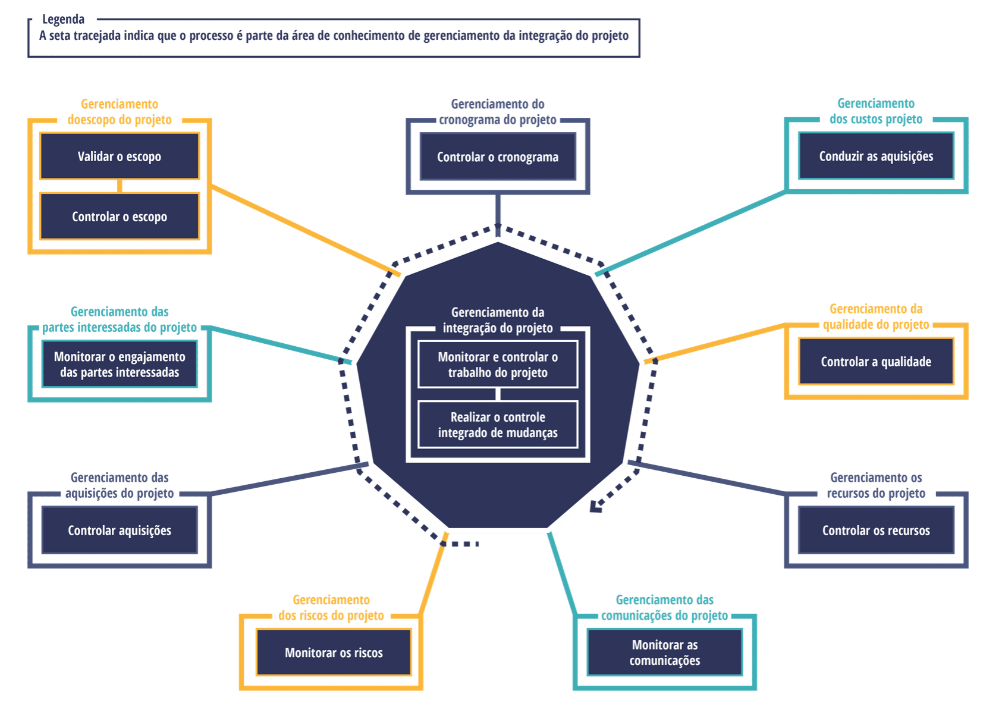 Legenda
A seta tracejada indica que o processo é parte da área de conhecimento de gerenciamento da integração do projeto
Gerenciamento
doescopo do projeto
Validar o escopo
Controlar o escopo
Gerenciamento do
cronograma do projeto
Controlar o cronograma
Gerenciamento
dos custos projeto
Conduzir as aquisições
Gerenciamento das
partes interessadas do projeto
Monitorar o engajamento
das partes interessadas
Gerenciamento da
integração do projeto
Monitorar e controlar o
trabalho do projeto
Realizar o controle
integrado de mudanças
Gerenciamento da
qualidade do projeto
Controlar a qualidade
Gerenciamento das
aquisições do projeto
Controlar aquisições
Gerenciamento os
recursos do projeto
Controlar os recursos
Gerenciamento
dos riscos do projeto
Monitorar os riscos
Gerenciamento das
comunicações do projeto
Monitorar as
comunicações